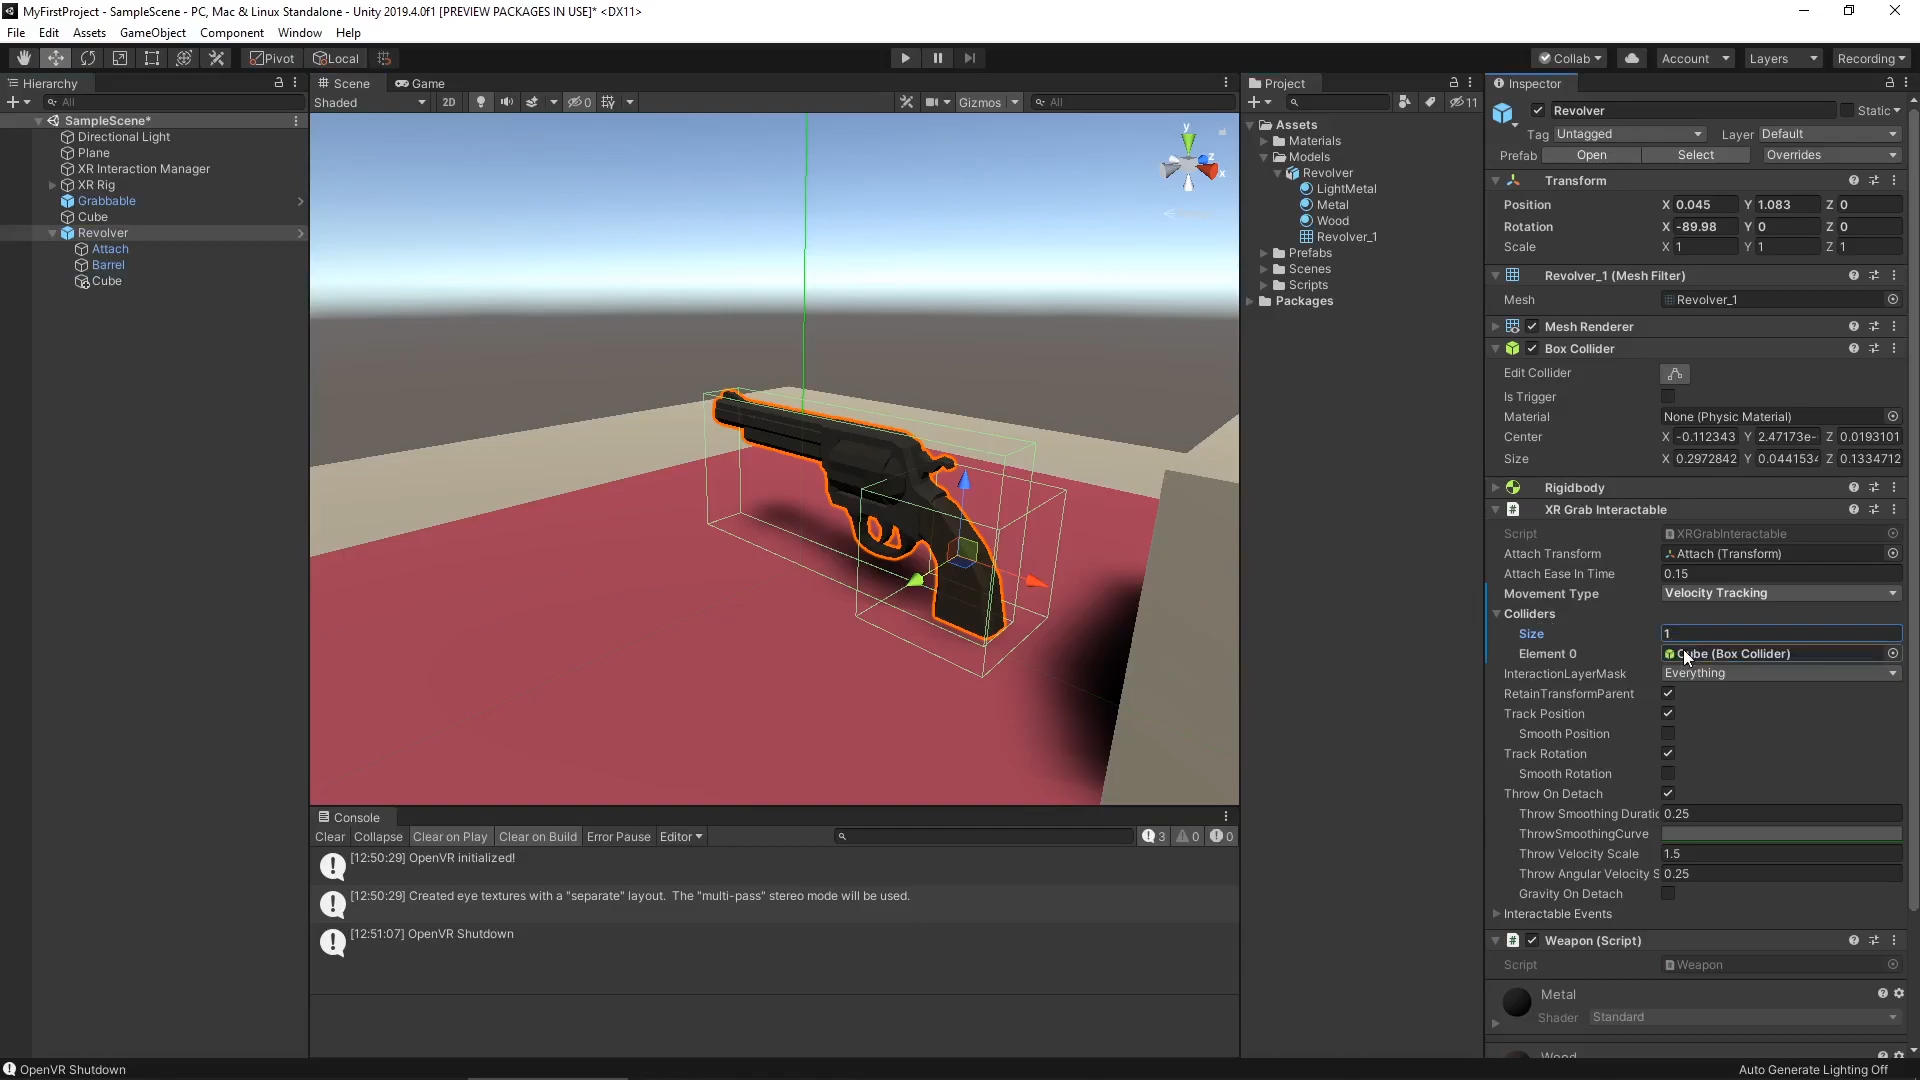 MyFirstProject - SampleScene - PC, Mac & Linux Standalone - Unity 2019.4.0f1 [PREVIEW PACKAGES IN USE]* <DX11>
File Edit Assets GameObject Component Window Help
Pivot Local Collab Account Layers Recording
Hierarchy
All
SampleScene*
Directional Light
Plane
XR Interaction Manager
XR Rig
Grabbable
Cube
Revolver
Attach
Barrel
Cube
Scene Game
Shaded 2D 0 Gizmos All
y
z
x
Console
Clear Collapse Clear on Play Clear on Build Error Pause Editor 3 0 0
[12:50:29] OpenVR initialized!
[12:50:29] Created eye textures with a "separate" layout. The "multi-pass" stereo mode will be used.
[12:51:07] OpenVR Shutdown
Project
11
Assets
Materials
Models
Revolver
LightMetal
Metal
Wood
Revolver_1
Prefabs
Scenes
Scripts
Packages
Inspector
Revolver Static
Tag Untagged Layer Default
Prefab Open Select Overrides
Transform
Position X 0.045 Y 1.083 Z 0
Rotation X -89.98 Y 0 Z 0
Scale X 1 Y 1 Z 1
Revolver_1 (Mesh Filter)
Mesh Revolver_1
Mesh Renderer
Box Collider
Edit Collider
Is Trigger
Material None (Physic Material)
Center X -0.112343 Y 2.47173e- Z 0.0193101
Size X 0.2972842 Y 0.0441534 Z 0.1334712
Rigidbody
XR Grab Interactable
Script XRGrabInteractable
Attach Transform Attach (Transform)
Attach Ease In Time 0.15
Movement Type Velocity Tracking
Colliders
Size 1
Element 0 Cube (Box Collider)
InteractionLayerMask Everything
RetainTransformParent
Track Position
Smooth Position
Track Rotation
Smooth Rotation
Throw On Detach
Throw Smoothing Duratio 0.25
ThrowSmoothingCurve
Throw Velocity Scale 1.5
Throw Angular Velocity S 0.25
Gravity On Detach
Interactable Events
Weapon (Script)
Script Weapon
Metal
Shader Standard
Wood
OpenVR Shutdown
Auto Generate Lighting Off